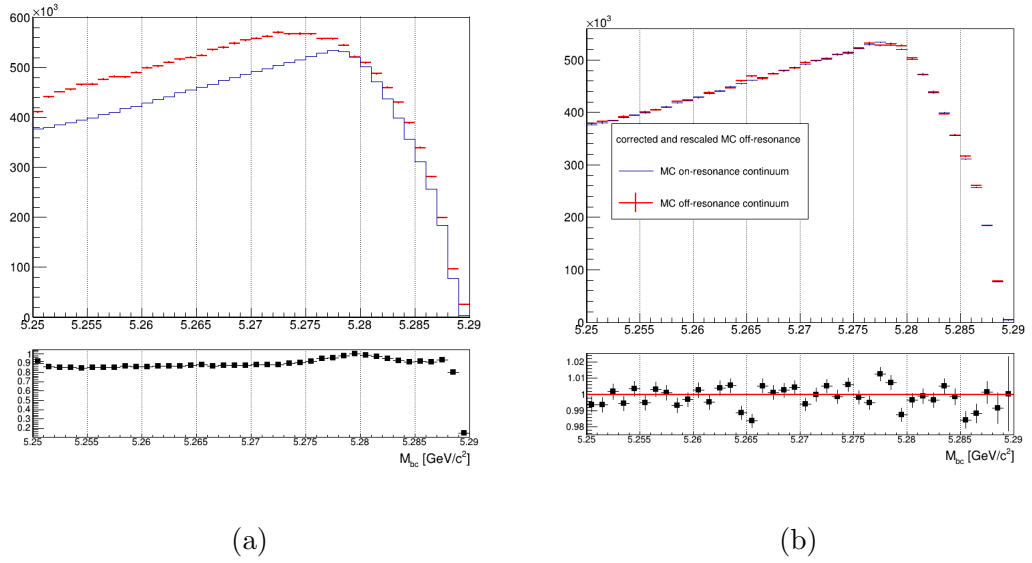 ×10³
600
500
400
300
200
100
0
5.25 5.255 5.26 5.265 5.27 5.275 5.28 5.285 5.29
1
0.9
0.8
0.7
0.6
0.5
0.4
0.3
0.2
5.25 5.255 5.26 5.265 5.27 5.275 5.28 5.285 5.29
M_bc [GeV/c²]
(a)
×10³
500
400
300
200
100
0
corrected and rescaled MC off-resonance
MC on-resonance continuum
MC off-resonance continuum
5.25 5.255 5.26 5.265 5.27 5.275 5.28 5.285 5.29
1.02
1.01
1
0.99
0.98
5.25 5.255 5.26 5.265 5.27 5.275 5.28 5.285 5.29
M_bc [GeV/c²]
(b)